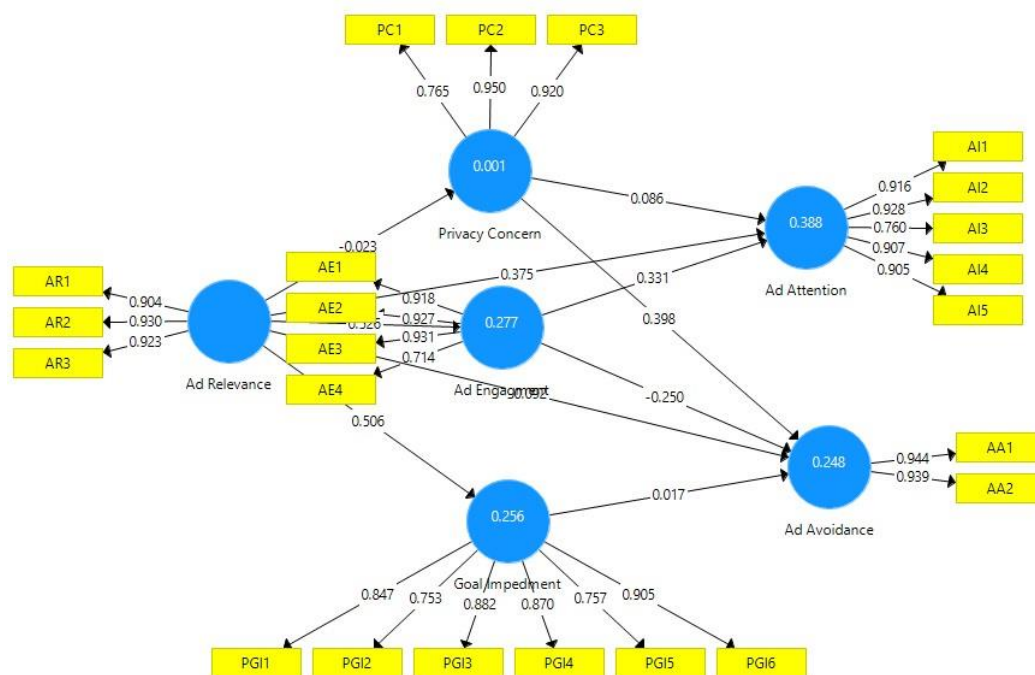 PC1 PC2 PC3
0.765 0.950 0.920
0.001
Privacy Concern
AI1
AI2
AI3
AI4
AI5
0.916
0.928
0.760
0.907
0.905
0.388
Ad Attention
0.086
-0.023
0.375
0.331
0.398
AR1
AR2
AR3
0.904
0.930
0.923
Ad Relevance
AE1
AE2
AE3
AE4
0.918
0.927
0.931
0.714
0.277
Ad Engagment
-0.250
0.506
0.248
Ad Avoidance
0.944
0.939
AA1
AA2
0.017
0.256
Goal Impediment
0.847 0.753 0.882 0.870 0.757 0.905
PGI1 PGI2 PGI3 PGI4 PGI5 PGI6